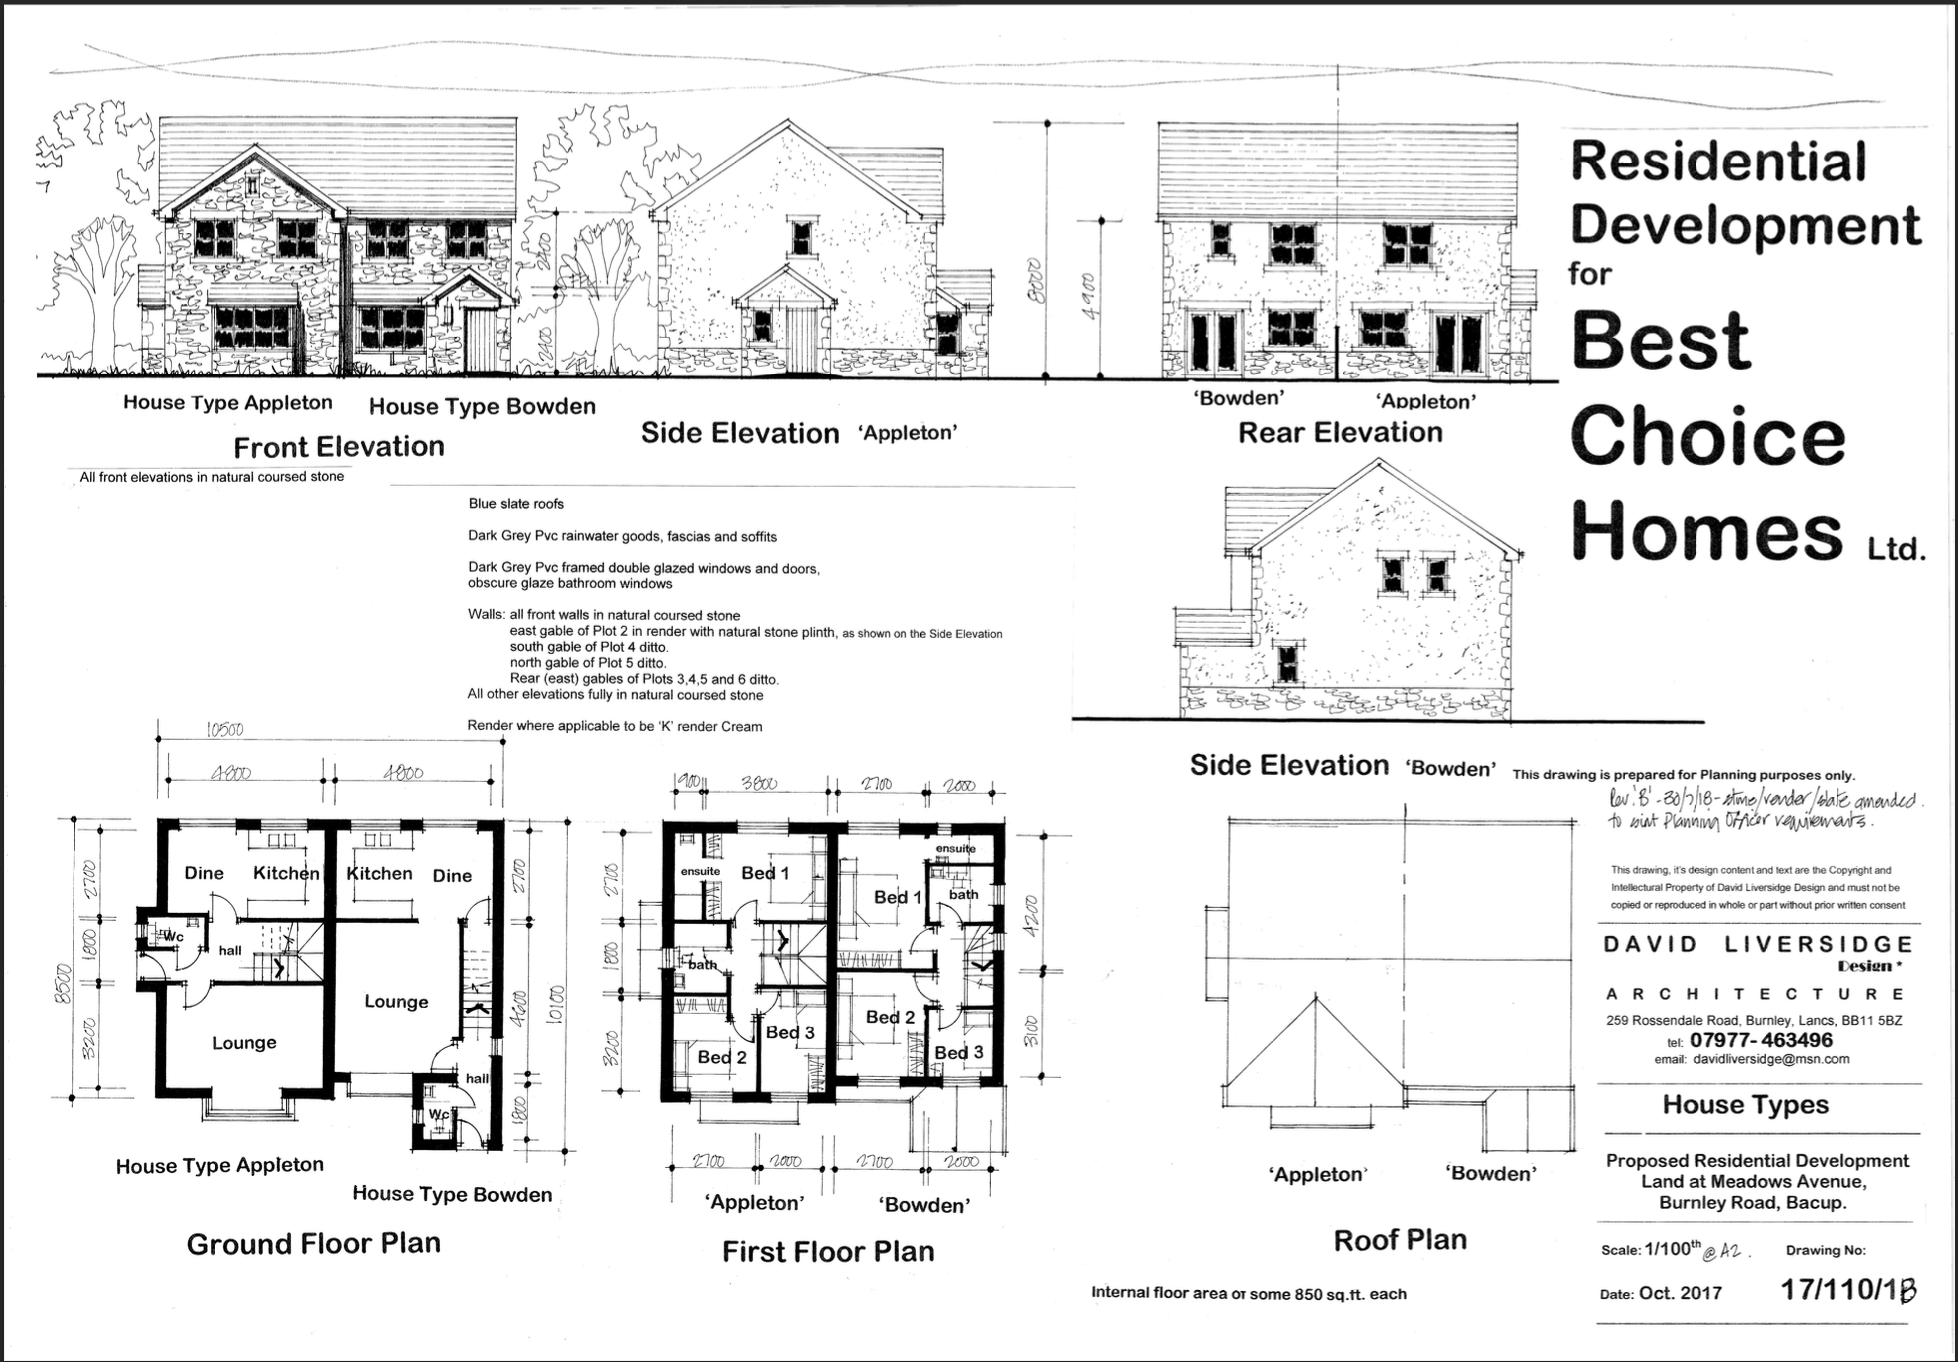 Residential
Development
for
Best
Choice
Homes Ltd.
2400
2400
8000
4900
House Type Appleton
House Type Bowden
Front Elevation
Side Elevation 'Appleton'
'Bowden'
'Appleton'
Rear Elevation
All front elevations in natural coursed stone
Blue slate roofs
Dark Grey Pvc rainwater goods, fascias and soffits
Dark Grey Pvc framed double glazed windows and doors,
obscure glaze bathroom windows
Walls: all front walls in natural coursed stone
east gable of Plot 2 in render with natural stone plinth, as shown on the Side Elevation
south gable of Plot 4 ditto.
north gable of Plot 5 ditto.
Rear (east) gables of Plots 3,4,5 and 6 ditto.
All other elevations fully in natural coursed stone
Render where applicable to be 'K' render Cream
Side Elevation 'Bowden'
10500
4800
4800
8500
2700
1800
3200
Dine
Kitchen
Kitchen
Dine
Wc
hall
Lounge
Lounge
hall
Wc
2700
4600
1800
10100
House Type Appleton
House Type Bowden
Ground Floor Plan
900
3800
2700
2000
2700
1800
3200
ensuite
Bed 1
Bed 1
ensuite
bath
bath
Bed 2
Bed 3
Bed 2
Bed 3
4200
3100
2700
2000
2700
2000
'Appleton'
'Bowden'
First Floor Plan
'Appleton'
'Bowden'
Roof Plan
Internal floor area of some 850 sq.ft. each
This drawing is prepared for Planning purposes only.
Rev. 'B' - 30/7/18 - stone/render/slate amended
to suit Planning Officer requirements.
This drawing, it's design content and text are the Copyright and
Intellectual Property of David Liversidge Design and must not be
copied or reproduced in whole or part without prior written consent
DAVID LIVERSIDGE
Design *
ARCHITECTURE
259 Rossendale Road, Burnley, Lancs, BB11 5BZ
tel: 07977-463496
email: davidliversidge@msn.com
House Types
Proposed Residential Development
Land at Meadows Avenue,
Burnley Road, Bacup.
Scale: 1/100th @ A2.
Drawing No:
Date: Oct. 2017
17/110/1B